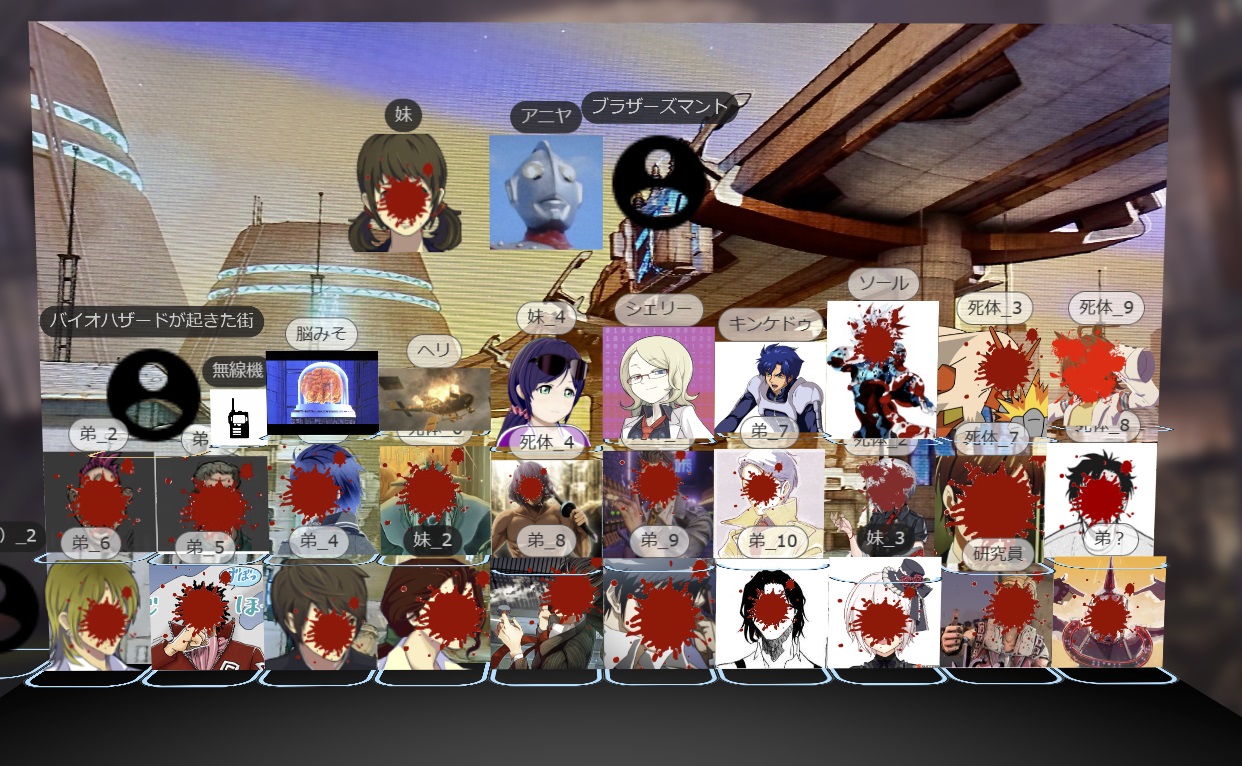 妹
アニヤ
ブラザーズマント
バイオハザードが起きた街
無線機
脳みそ
ヘリ
妹_4
シェリー
キンケドゥ
ソール
死体_3
死体_9
弟_2
弟
死体_4
弟_7
死体_7
_8
)_2
弟_6
弟_5
弟_4
妹_2
弟_8
弟_9
弟_10
妹_3
研究員
弟？